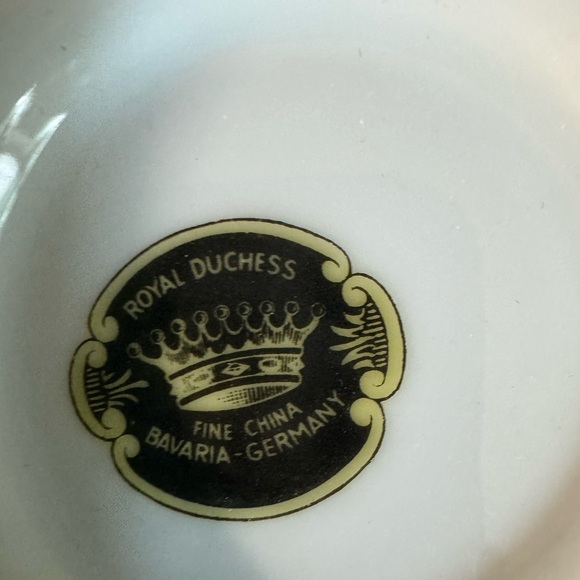 ROYAL DUCHESS
FINE CHINA
BAVARIA-GERMANY